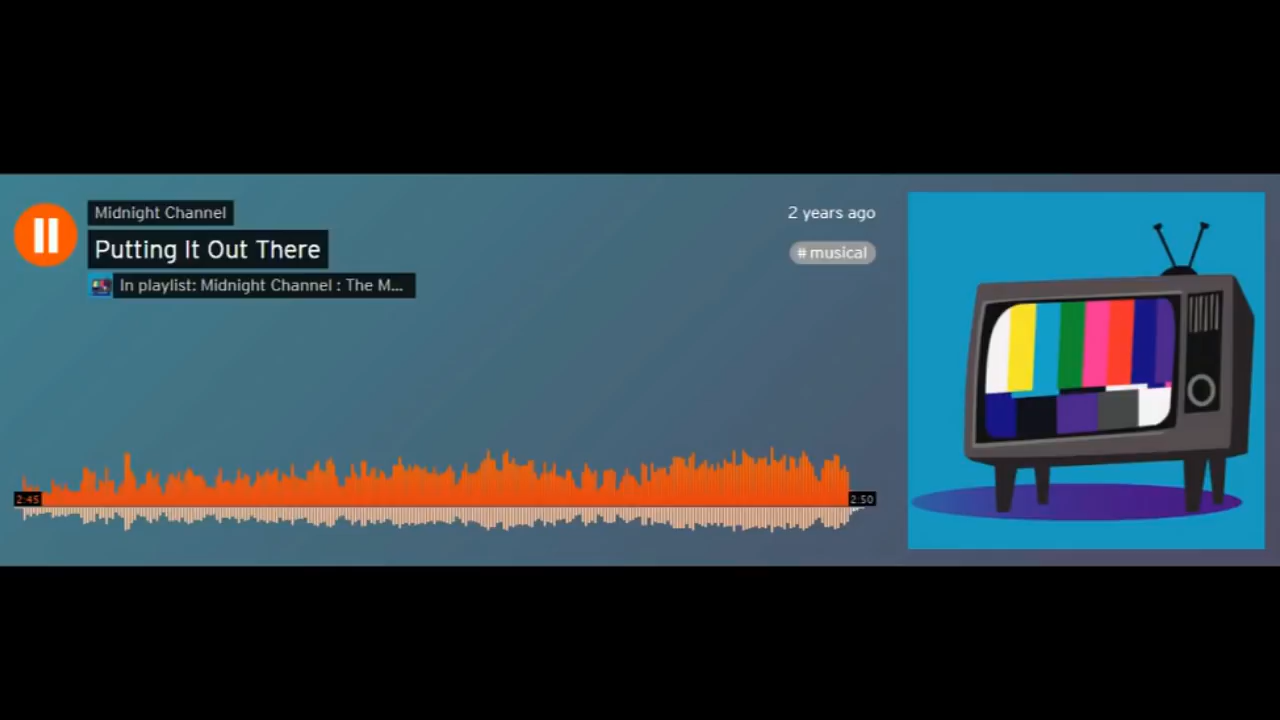 Midnight Channel
2 years ago
Putting It Out There
# musical
In playlist: Midnight Channel : The M...
2:45
2:50